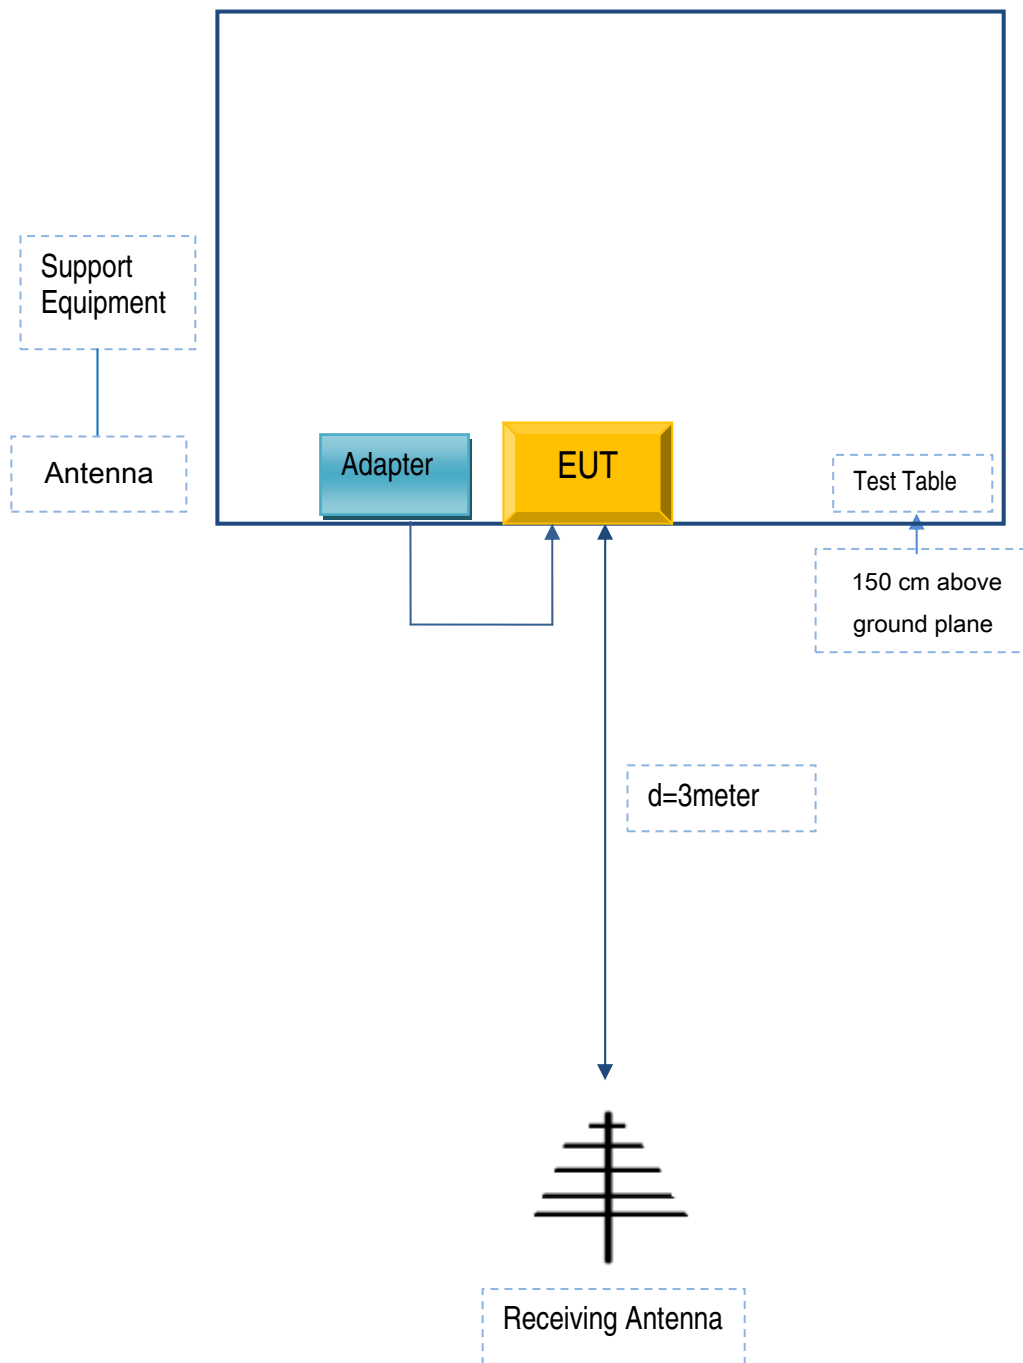 Support
Equipment
Antenna
Adapter
EUT
Test Table
150 cm above
ground plane
d=3meter
Receiving Antenna